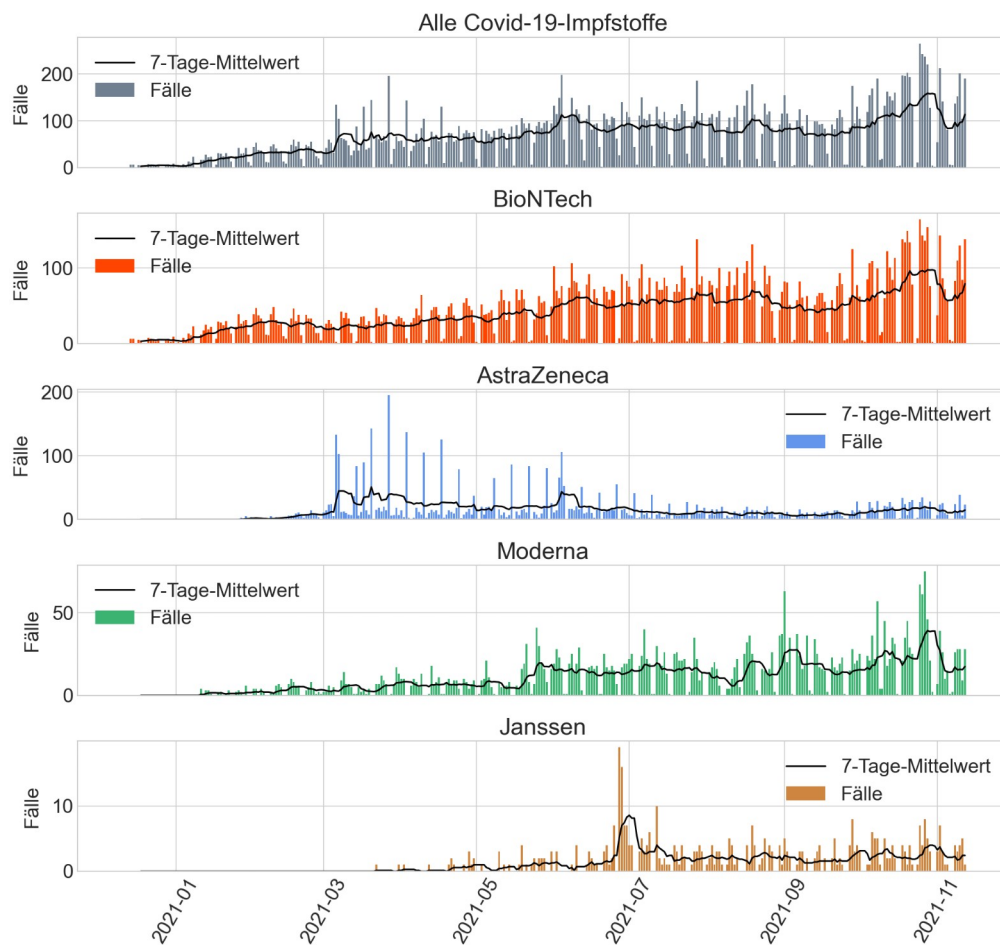 Alle Covid-19-Impfstoffe
Fälle
200
100
0
7-Tage-Mittelwert
Fälle
BioNTech
Fälle
100
0
7-Tage-Mittelwert
Fälle
AstraZeneca
Fälle
200
100
0
7-Tage-Mittelwert
Fälle
Moderna
Fälle
50
0
7-Tage-Mittelwert
Fälle
Janssen
Fälle
10
0
7-Tage-Mittelwert
Fälle
2021-01
2021-03
2021-05
2021-07
2021-09
2021-11